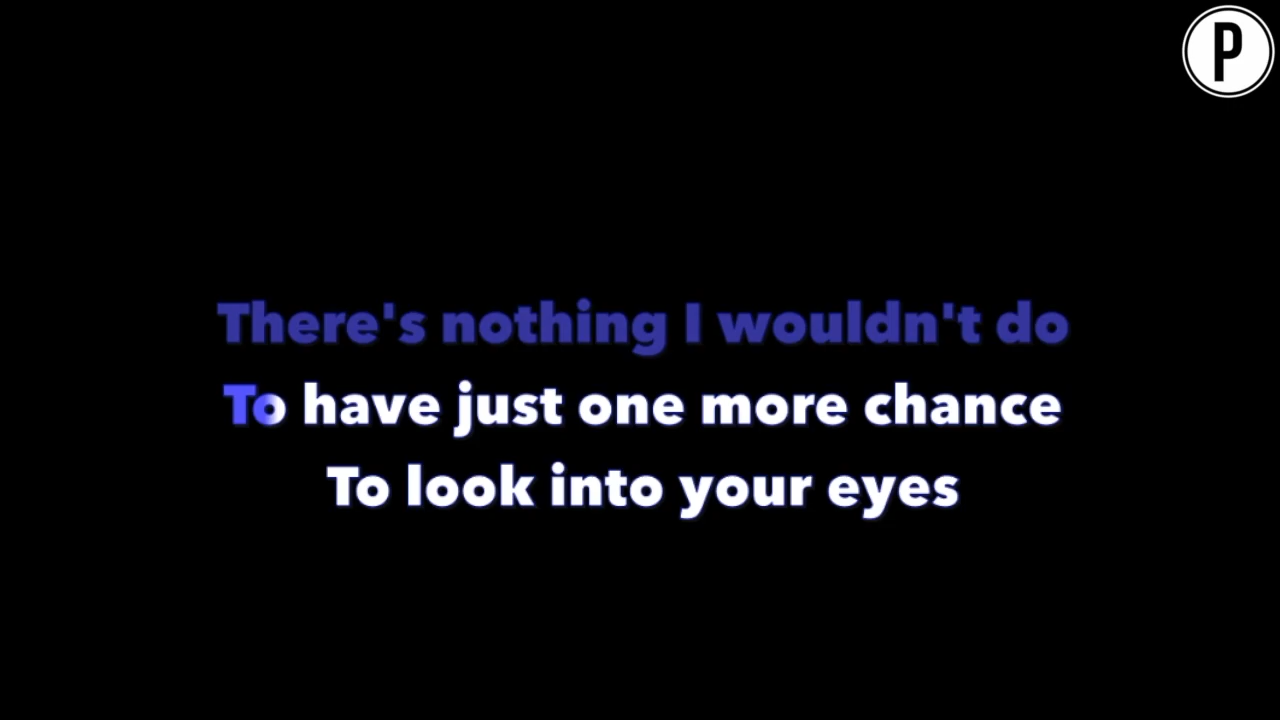 P
There's nothing I wouldn't do
To have just one more chance
To look into your eyes